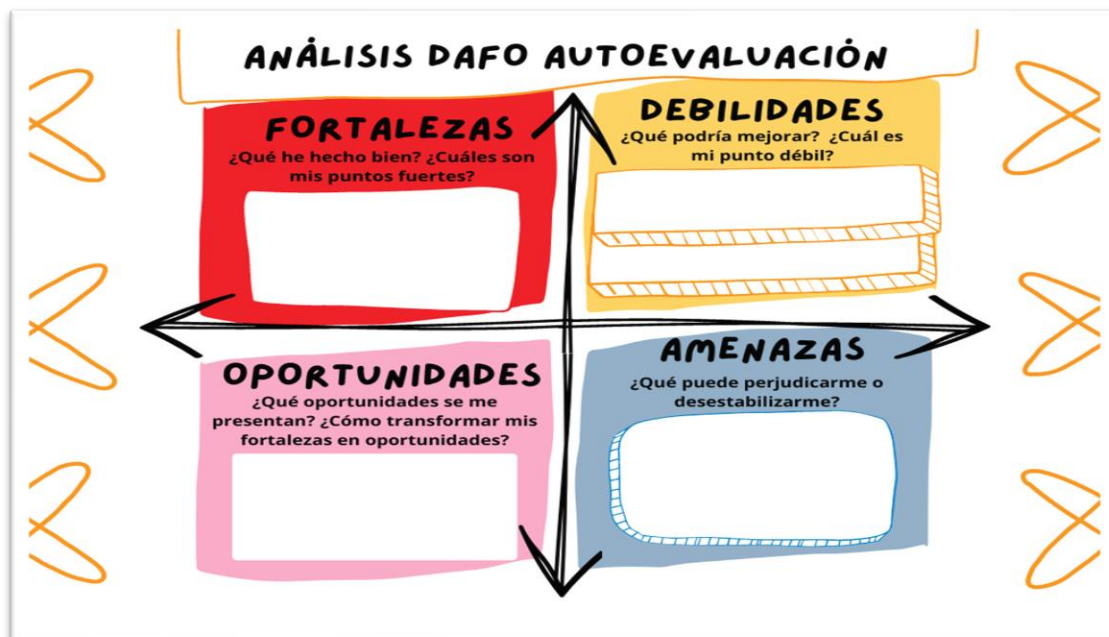 ANÁLISIS DAFO AUTOEVALUACIÓN
FORTALEZAS
¿Qué he hecho bien? ¿Cuáles son
mis puntos fuertes?
DEBILIDADES
¿Qué podría mejorar? ¿Cuál es
mi punto débil?
OPORTUNIDADES
¿Qué oportunidades se me
presentan? ¿Cómo transformar mis
fortalezas en oportunidades?
AMENAZAS
¿Qué puede perjudicarme o
desestabilizarme?